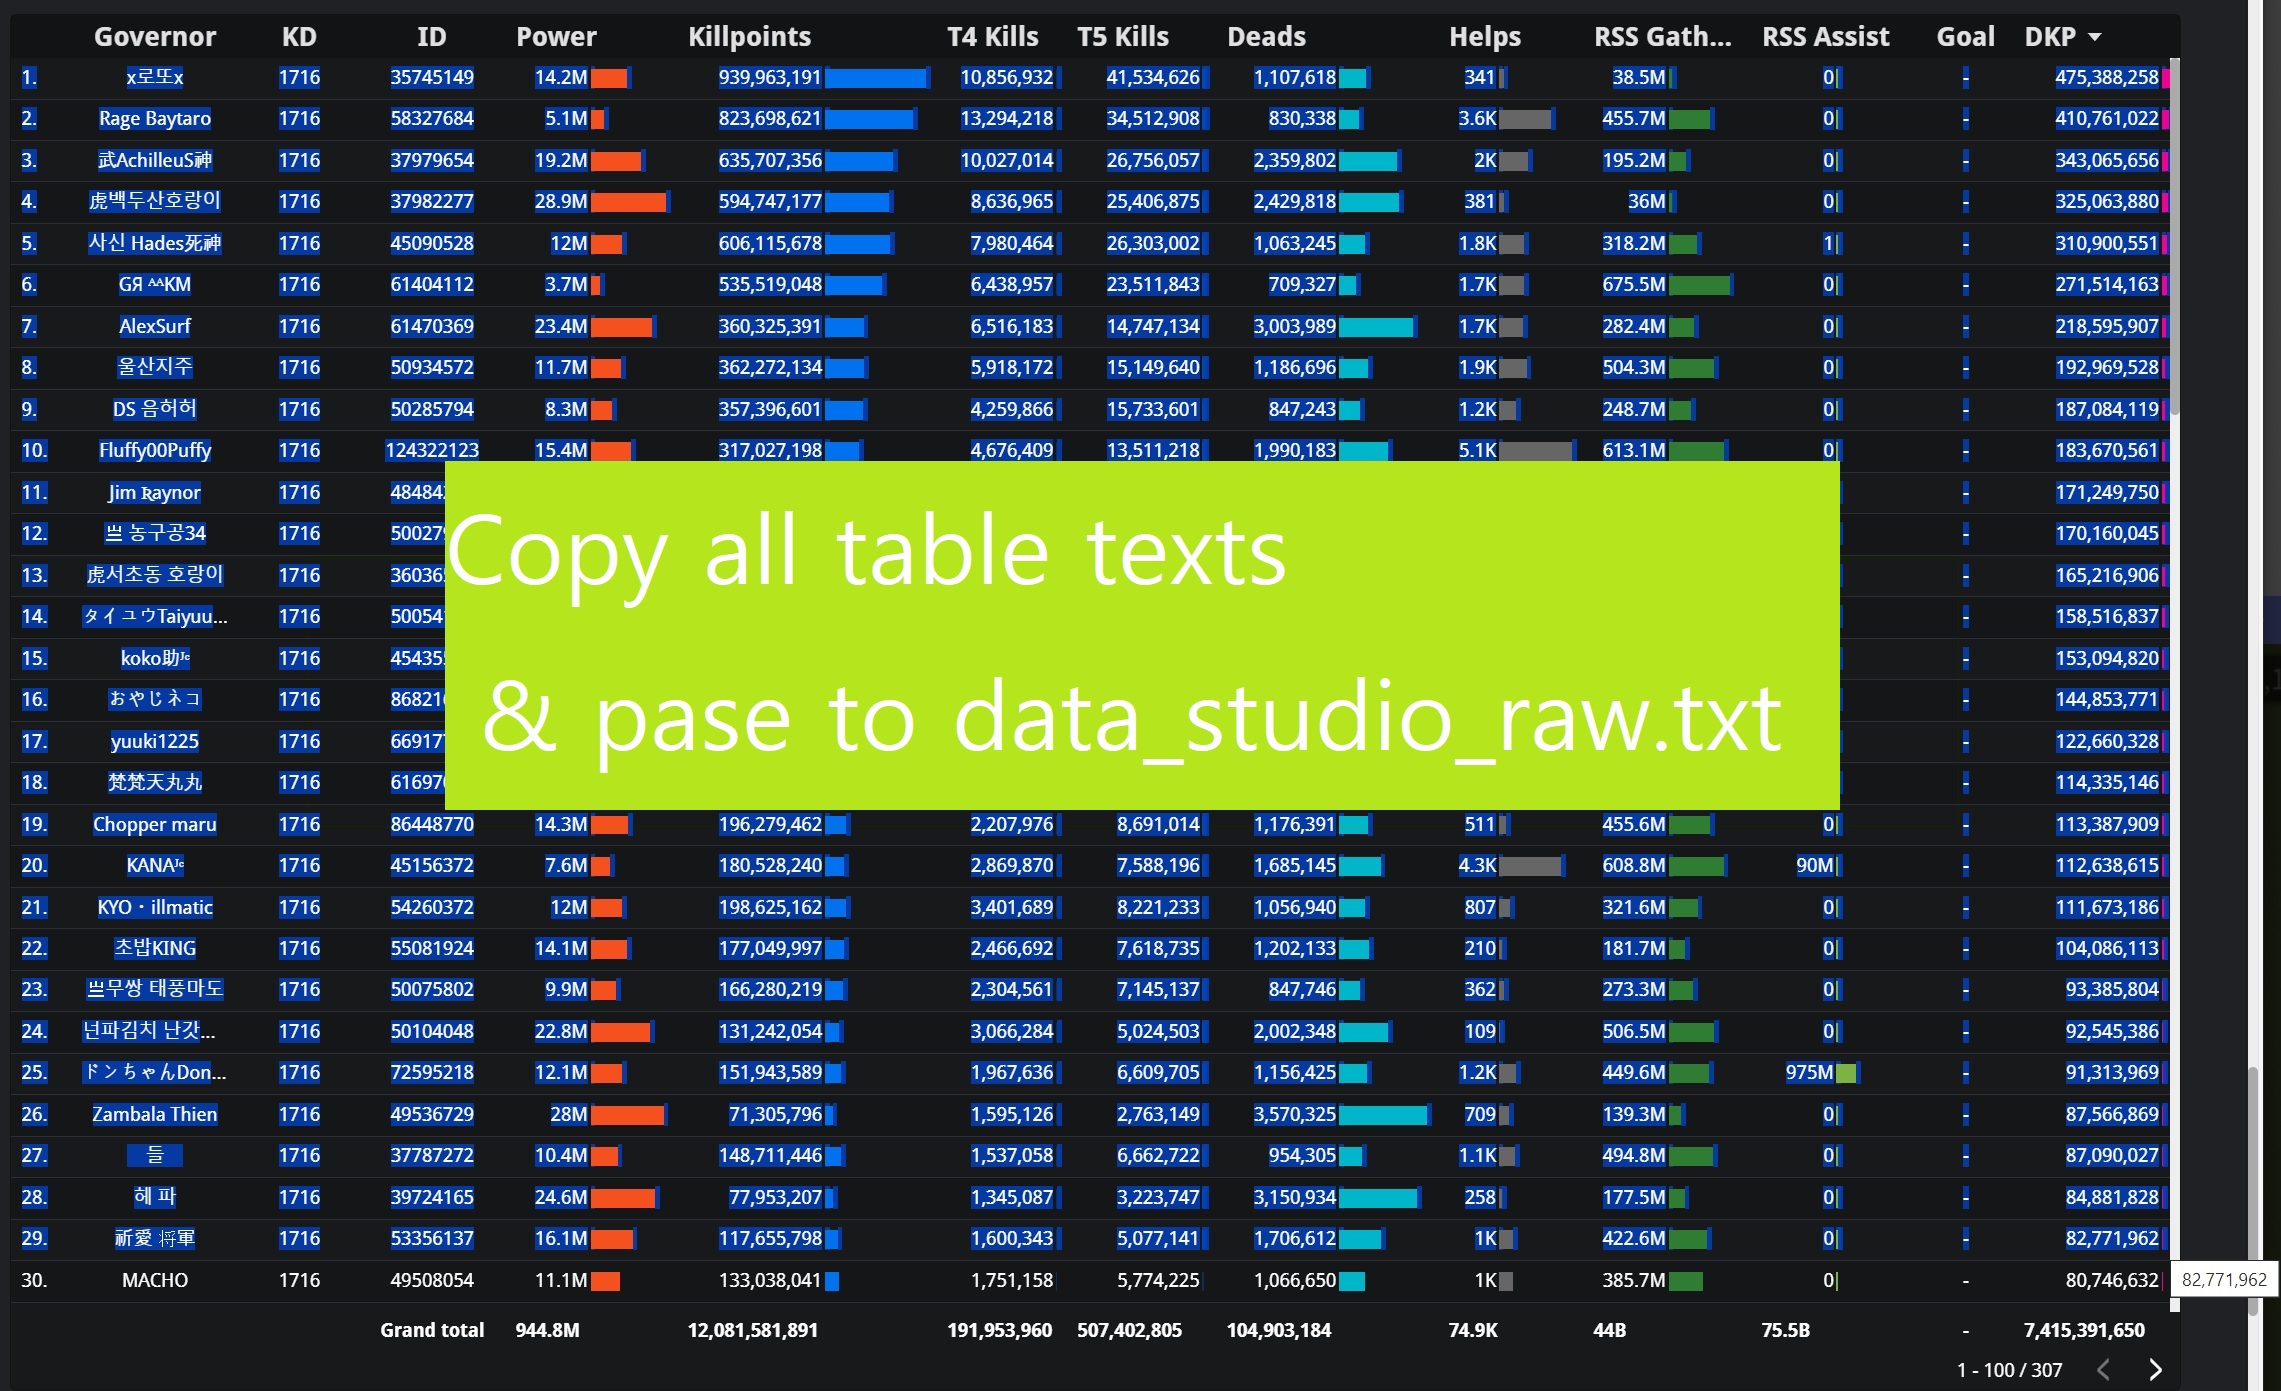 Governor KD ID Power Killpoints T4 Kills T5 Kills Deads Helps RSS Gath... RSS Assist Goal DKP
1. x로또x 1716 35745149 14.2M 939,963,191 10,856,932 41,534,626 1,107,618 341 38.5M 0 - 475,388,258
2. Rage Baytaro 1716 58327684 5.1M 823,698,621 13,294,218 34,512,908 830,338 3.6K 455.7M 0 - 410,761,022
3. 武AchilleuS神 1716 37979654 19.2M 635,707,356 10,027,014 26,756,057 2,359,802 2K 195.2M 0 - 343,065,656
4. 虎백두산호랑이 1716 37982277 28.9M 594,747,177 8,636,965 25,406,875 2,429,818 381 36M 0 - 325,063,880
5. 사신 Hades死神 1716 45090528 12M 606,115,678 7,980,464 26,303,002 1,063,245 1.8K 318.2M 1 - 310,900,551
6. GЯ ᴬᴬKM 1716 61404112 3.7M 535,519,048 6,438,957 23,511,843 709,327 1.7K 675.5M 0 - 271,514,163
7. AlexSurf 1716 61470369 23.4M 360,325,391 6,516,183 14,747,134 3,003,989 1.7K 282.4M 0 - 218,595,907
8. 울산지주 1716 50934572 11.7M 362,272,134 5,918,172 15,149,640 1,186,696 1.9K 504.3M 0 - 192,969,528
9. DS 음허허 1716 50285794 8.3M 357,396,601 4,259,866 15,733,601 847,243 1.2K 248.7M 0 - 187,084,119
10. Fluffy00Puffy 1716 124322123 15.4M 317,027,198 4,676,409 13,511,218 1,990,183 5.1K 613.1M 0 - 183,670,561
11. Jim Ʀaynor 1716 48484 - 171,249,750
12. 쁘 농구공34 1716 50027 - 170,160,045
13. 虎서초동 호랑이 1716 36036 - 165,216,906
14. タイユウTaiyuu... 1716 50054 - 158,516,837
15. koko助ᴶᶜ 1716 45435 - 153,094,820
16. おやじネコ 1716 86821 - 144,853,771
17. yuuki1225 1716 66917 - 122,660,328
18. 梵梵天丸丸 1716 61697 - 114,335,146
Copy all table texts
& pase to data_studio_raw.txt
19. Chopper maru 1716 86448770 14.3M 196,279,462 2,207,976 8,691,014 1,176,391 511 455.6M 0 - 113,387,909
20. KANAᴶᶜ 1716 45156372 7.6M 180,528,240 2,869,870 7,588,196 1,685,145 4.3K 608.8M 90M - 112,638,615
21. KYO・illmatic 1716 54260372 12M 198,625,162 3,401,689 8,221,233 1,056,940 807 321.6M 0 - 111,673,186
22. 초밥KING 1716 55081924 14.1M 177,049,997 2,466,692 7,618,735 1,202,133 210 181.7M 0 - 104,086,113
23. 쁘무쌍 태풍마도 1716 50075802 9.9M 166,280,219 2,304,561 7,145,137 847,746 362 273.3M 0 - 93,385,804
24. 넌파김치 난갓... 1716 50104048 22.8M 131,242,054 3,066,284 5,024,503 2,002,348 109 506.5M 0 - 92,545,386
25. ドンちゃんDon... 1716 72595218 12.1M 151,943,589 1,967,636 6,609,705 1,156,425 1.2K 449.6M 975M - 91,313,969
26. Zambala Thien 1716 49536729 28M 71,305,796 1,595,126 2,763,149 3,570,325 709 139.3M 0 - 87,566,869
27. 들 1716 37787272 10.4M 148,711,446 1,537,058 6,662,722 954,305 1.1K 494.8M 0 - 87,090,027
28. 헤 파 1716 39724165 24.6M 77,953,207 1,345,087 3,223,747 3,150,934 258 177.5M 0 - 84,881,828
29. 祈愛 将軍 1716 53356137 16.1M 117,655,798 1,600,343 5,077,141 1,706,612 1K 422.6M 0 - 82,771,962
30. MACHO 1716 49508054 11.1M 133,038,041 1,751,158 5,774,225 1,066,650 1K 385.7M 0 - 80,746,632
82,771,962
Grand total 944.8M 12,081,581,891 191,953,960 507,402,805 104,903,184 74.9K 44B 75.5B - 7,415,391,650
1 - 100 / 307